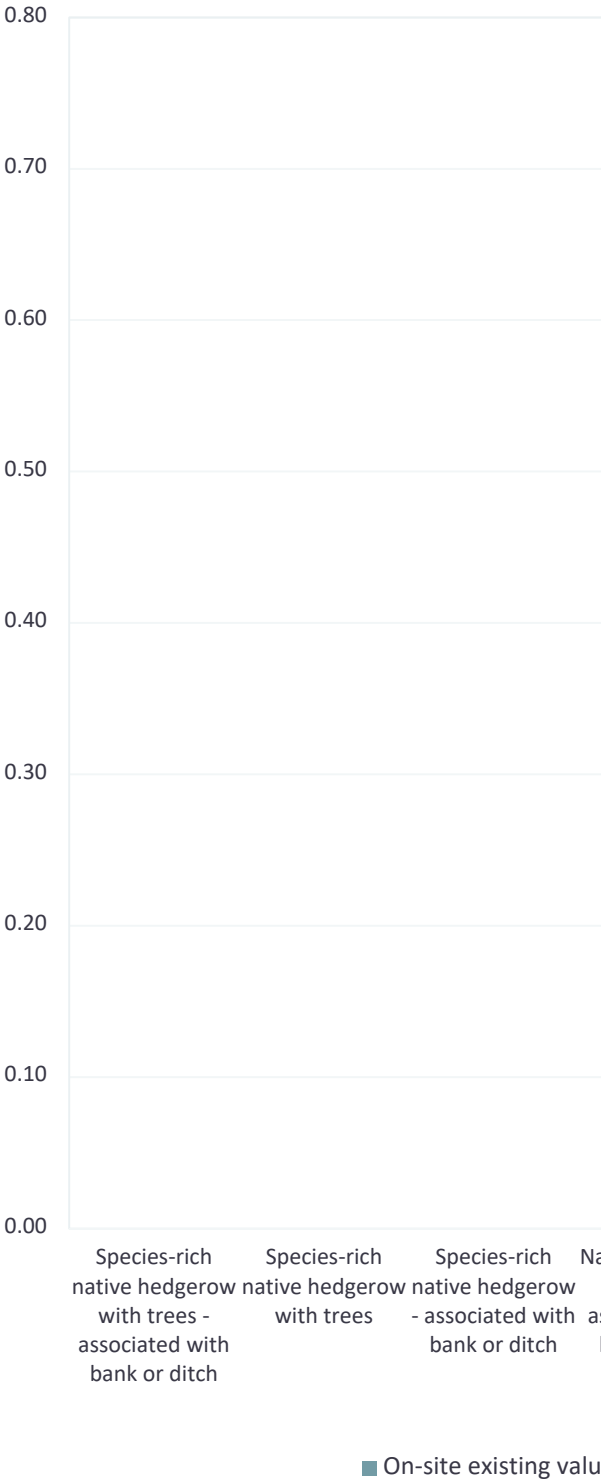 0.80
0.70
0.60
0.50
0.40
0.30
0.20
0.10
0.00
Species-rich
native hedgerow
with trees -
associated with
bank or ditch
Species-rich
native hedgerow
with trees
Species-rich
native hedgerow
- associated with
bank or ditch
On-site existing valu